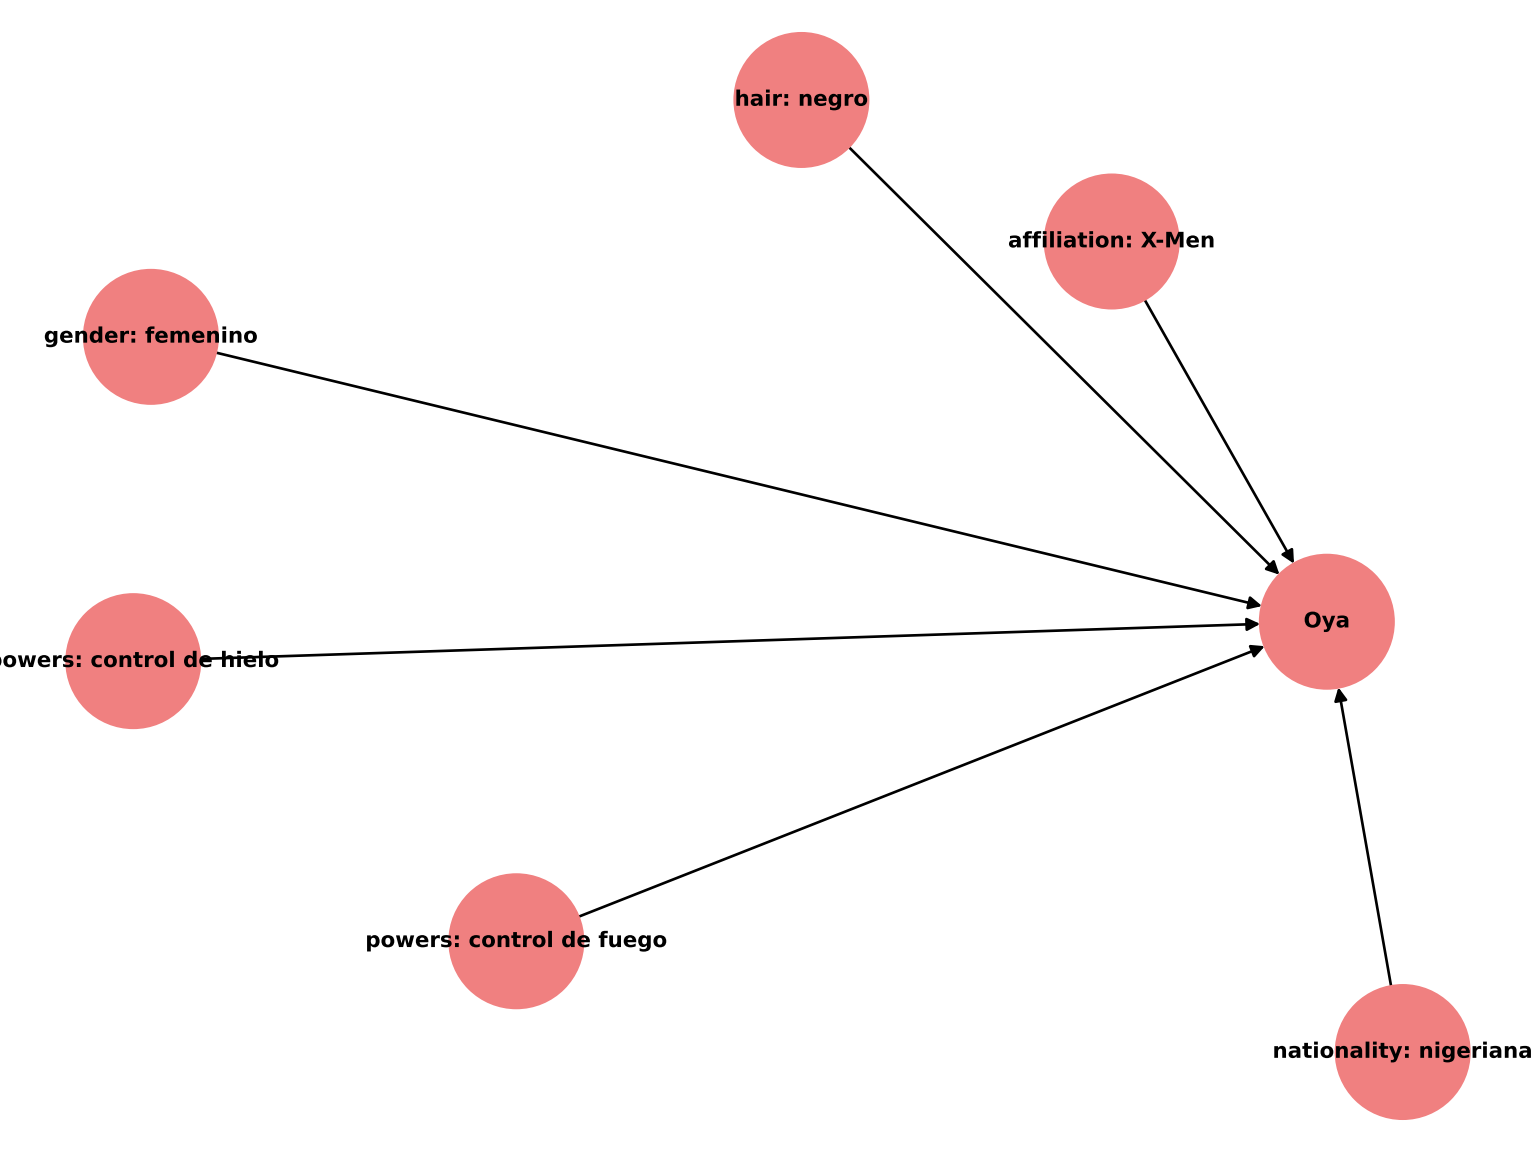 hair: negro
affiliation: X-Men
gender: femenino
Oya
powers: control de hielo
powers: control de fuego
nationality: nigeriana